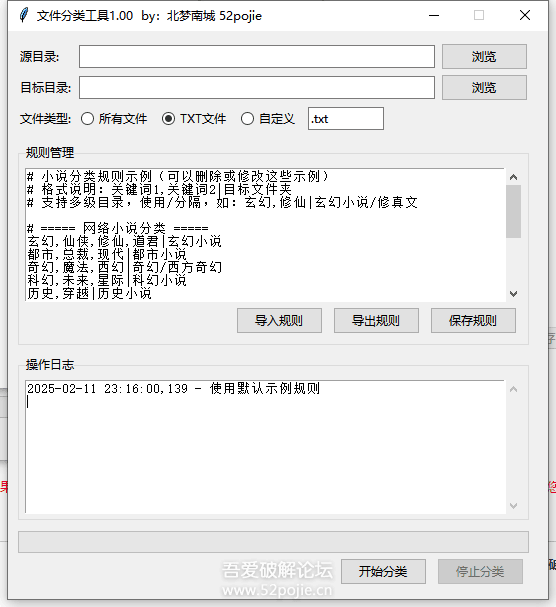 文件分类工具1.00 by：北梦南城 52pojie
源目录:
浏览
目标目录:
浏览
文件类型: 所有文件 TXT文件 自定义 .txt
规则管理
# 小说分类规则示例（可以删除或修改这些示例）
# 格式说明：关键词1,关键词2|目标文件夹
# 支持多级目录，使用/分隔，如：玄幻,修仙|玄幻小说/修真文
# ===== 网络小说分类 =====
玄幻,仙侠,修仙,道君|玄幻小说
都市,总裁,现代|都市小说
奇幻,魔法,西幻|奇幻/西方奇幻
科幻,未来,星际|科幻小说
历史,穿越|历史小说
导入规则 导出规则 保存规则
操作日志
2025-02-11 23:16:00,139 - 使用默认示例规则
吾爱破解论坛
www.52pojie.cn
开始分类 停止分类